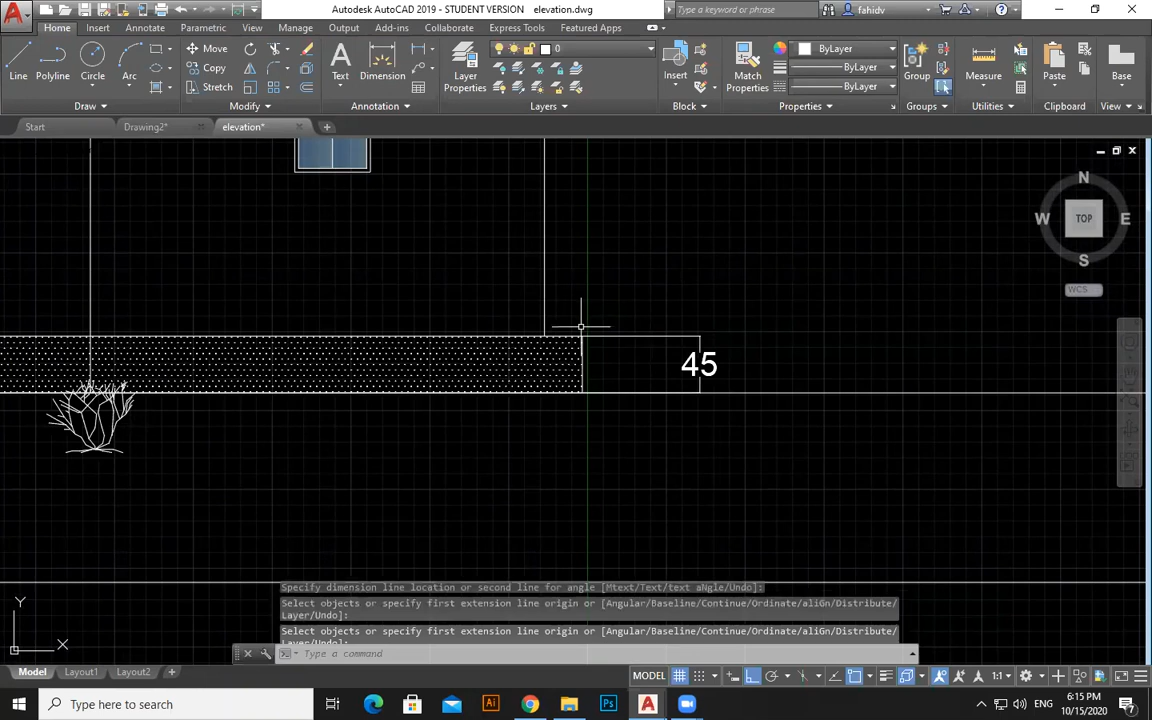 Autodesk AutoCAD 2019 - STUDENT VERSION elevation.dwg
Type a keyword or phrase
fahidv
Home Insert Annotate Parametric View Manage Output Add-ins Collaborate Express Tools Featured Apps
Line Polyline Circle Arc
Move
Copy
Stretch
Text Dimension
Layer Properties
0
Insert
Match Properties
ByLayer
ByLayer
ByLayer
Group
Measure
Paste
Base
Draw Modify Annotation Layers Block Properties Groups Utilities Clipboard View
Start Drawing2* elevation*
N
W TOP E
S
WCS
45
Y
X
Specify dimension line location or second line for angle [Mtext/Text/text aNgle/Undo]:
Select objects or specify first extension line origin or [Angular/Baseline/Continue/Ordinate/aliGn/Distribute/
Layer/Undo]:
Select objects or specify first extension line origin or [Angular/Baseline/Continue/Ordinate/aliGn/Distribute/
Layer/Undo]:
Type a command
Model Layout1 Layout2
MODEL 1:1
Type here to search
Ai
Ps
A
ENG
6:15 PM
10/15/2020
7